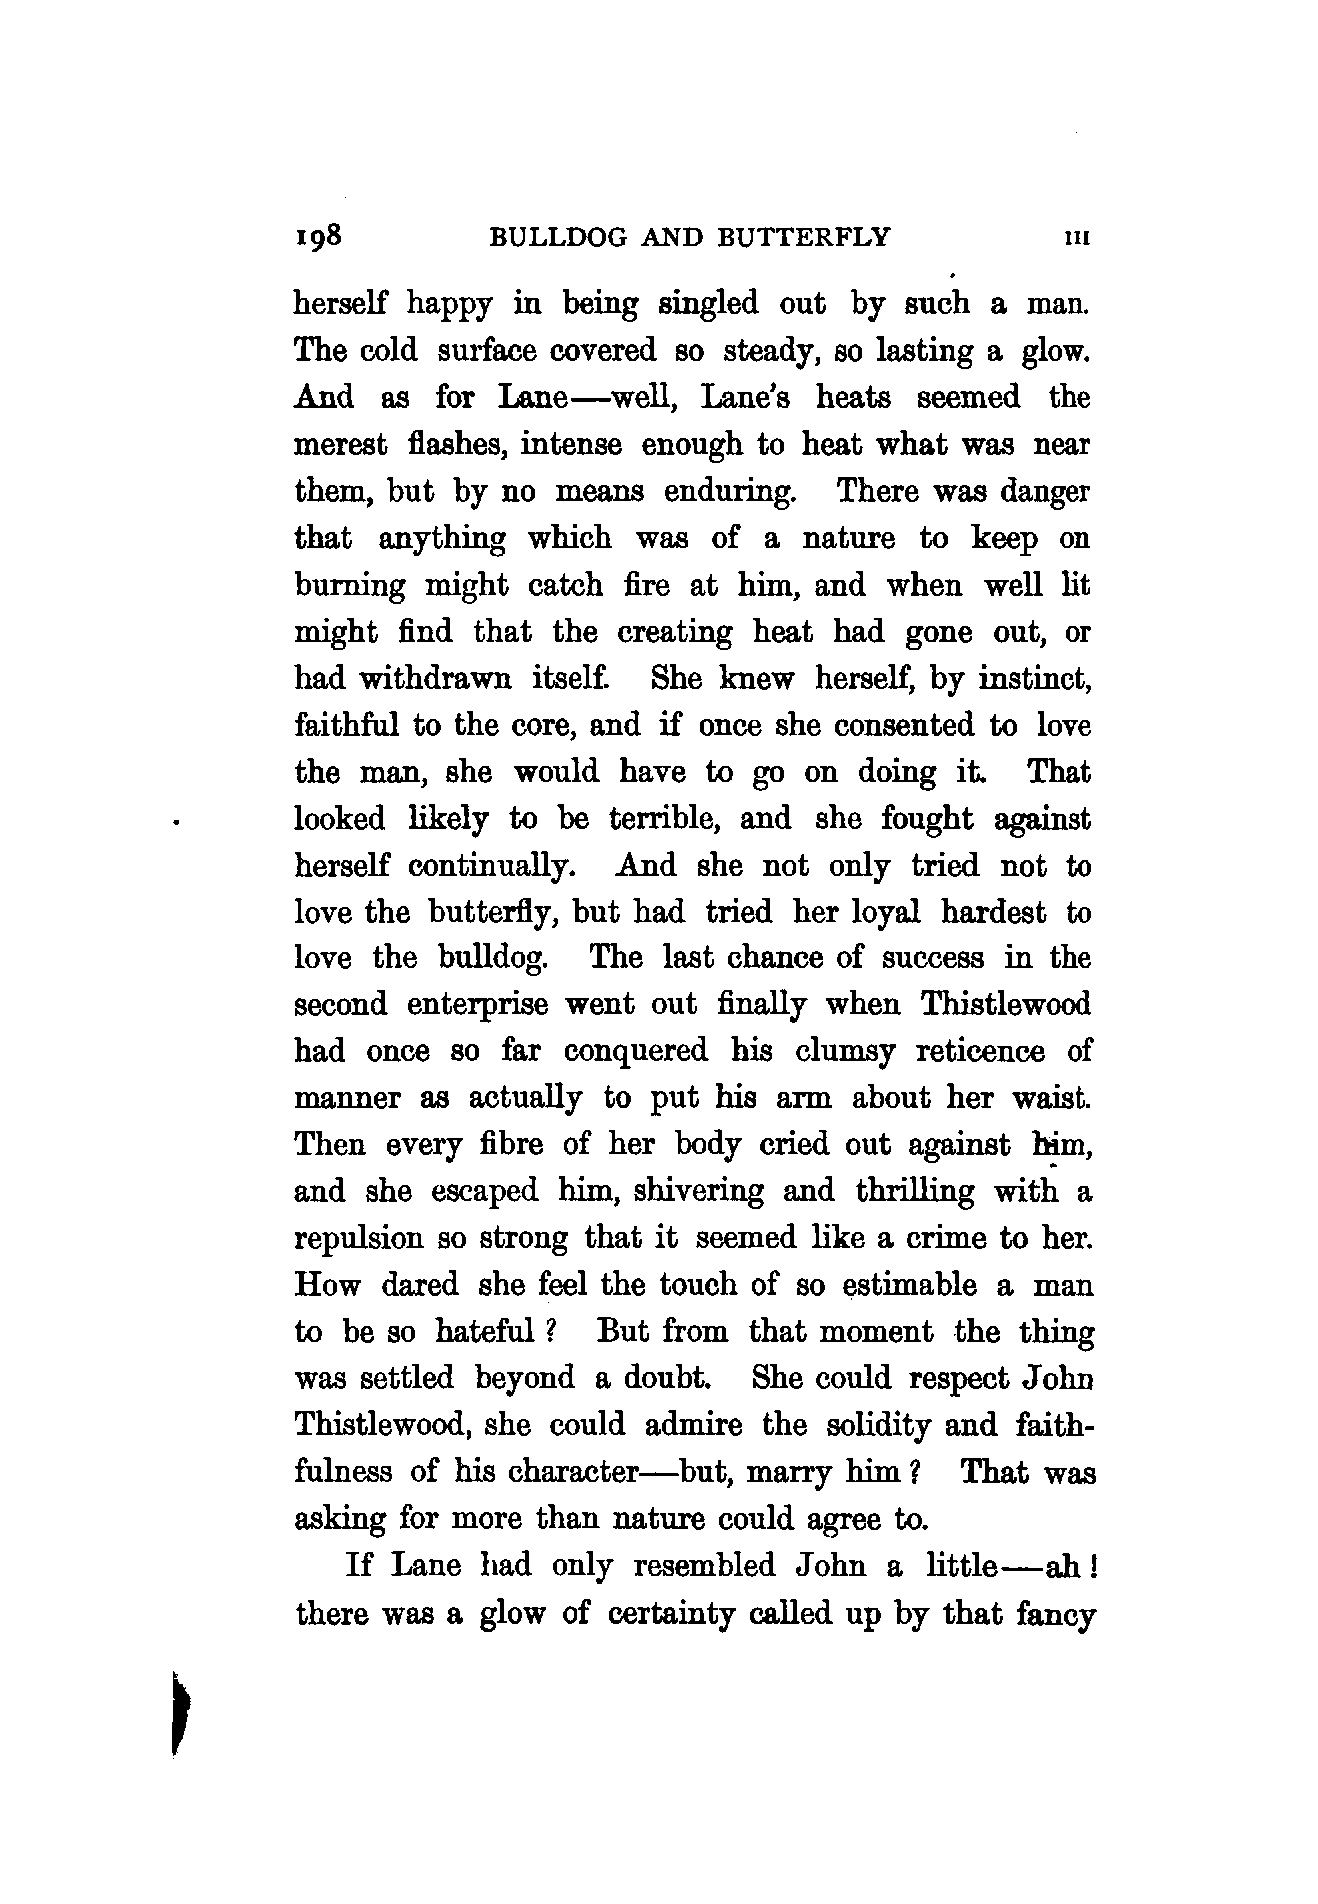 198 BULLDOG AND BUTTERFLY III
herself happy in being singled out by such a man.
The cold surface covered so steady, so lasting a glow.
And as for Lane—well, Lane's heats seemed the
merest flashes, intense enough to heat what was near
them, but by no means enduring. There was danger
that anything which was of a nature to keep on
burning might catch fire at him, and when well lit
might find that the creating heat had gone out, or
had withdrawn itself. She knew herself, by instinct,
faithful to the core, and if once she consented to love
the man, she would have to go on doing it. That
looked likely to be terrible, and she fought against
herself continually. And she not only tried not to
love the butterfly, but had tried her loyal hardest to
love the bulldog. The last chance of success in the
second enterprise went out finally when Thistlewood
had once so far conquered his clumsy reticence of
manner as actually to put his arm about her waist.
Then every fibre of her body cried out against him,
and she escaped him, shivering and thrilling with a
repulsion so strong that it seemed like a crime to her.
How dared she feel the touch of so estimable a man
to be so hateful ? But from that moment the thing
was settled beyond a doubt. She could respect John
Thistlewood, she could admire the solidity and faith-
fulness of his character—but, marry him ? That was
asking for more than nature could agree to.
If Lane had only resembled John a little—ah !
there was a glow of certainty called up by that fancy